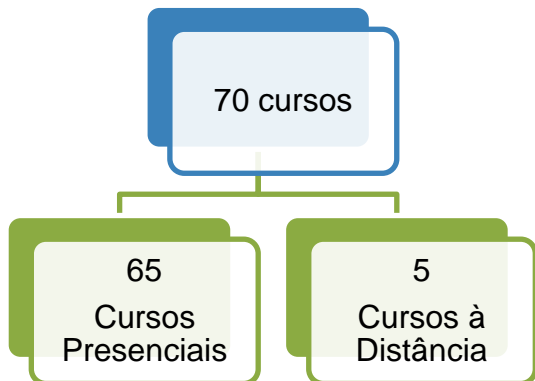 70 cursos
65
Cursos
Presenciais
5
Cursos à
Distância